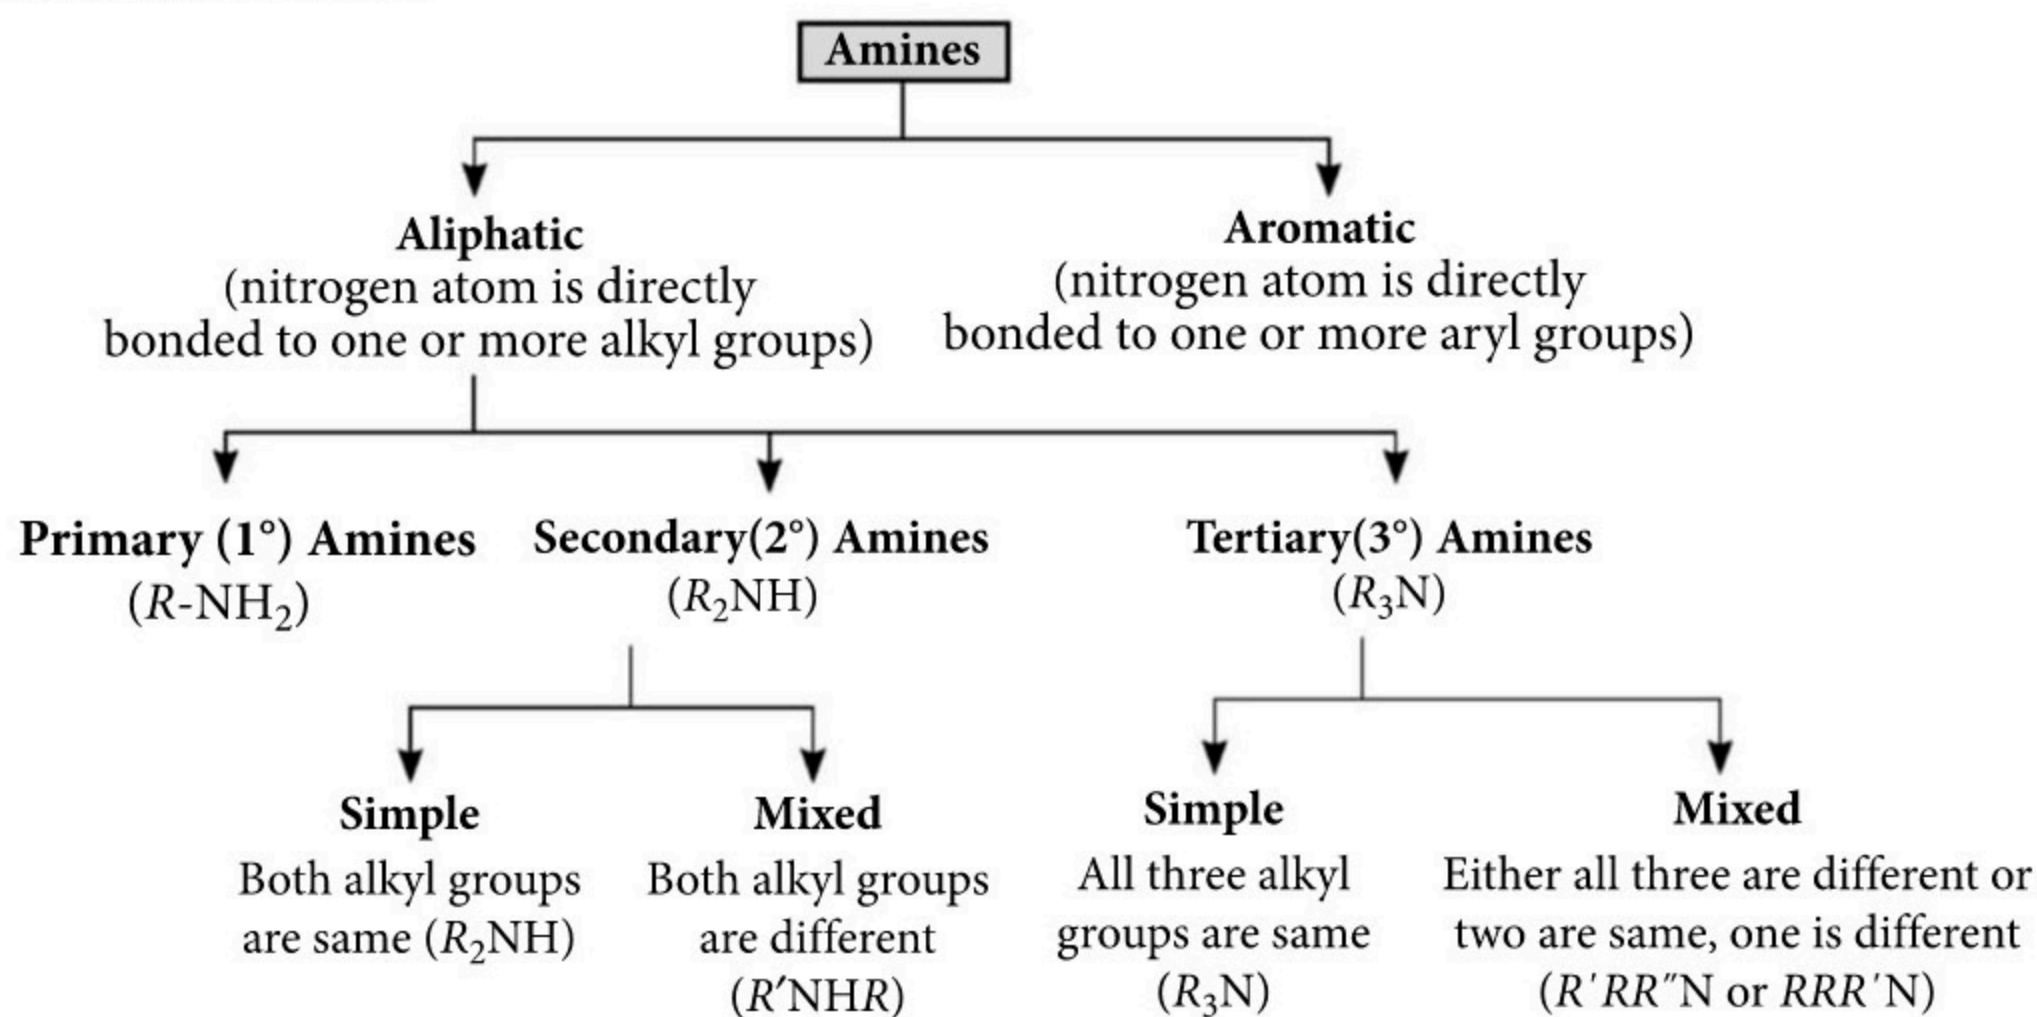 Amines
Aliphatic
(nitrogen atom is directly
bonded to one or more alkyl groups)
Aromatic
(nitrogen atom is directly
bonded to one or more aryl groups)
Primary (1°) Amines
(R-NH₂)
Secondary(2°) Amines
(R₂NH)
Tertiary(3°) Amines
(R₃N)
Simple
Both alkyl groups
are same (R₂NH)
Mixed
Both alkyl groups
are different
(R′NHR)
Simple
All three alkyl
groups are same
(R₃N)
Mixed
Either all three are different or
two are same, one is different
(R′RR″N or RRR′N)